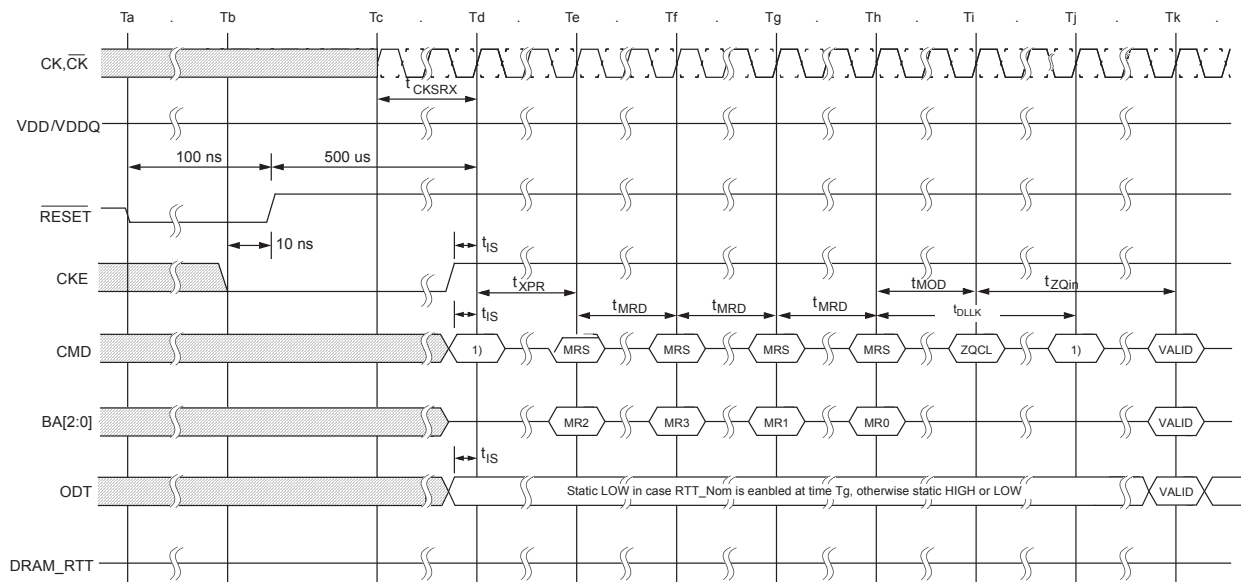 Ta . Tb . Tc . Td . Te . Tf . Tg . Th . Ti . Tj . Tk .
CK,CK
tCKSRX
VDD/VDDQ
100 ns
500 us
RESET
10 ns
tIS
CKE
tXPR
tMOD
tZQin
tMRD
tMRD
tMRD
tDLLK
tIS
CMD
1)
MRS
MRS
MRS
MRS
ZQCL
1)
VALID
BA[2:0]
MR2
MR3
MR1
MR0
VALID
tIS
ODT
Static LOW in case RTT_Nom is eanbled at time Tg, otherwise static HIGH or LOW
VALID
DRAM_RTT